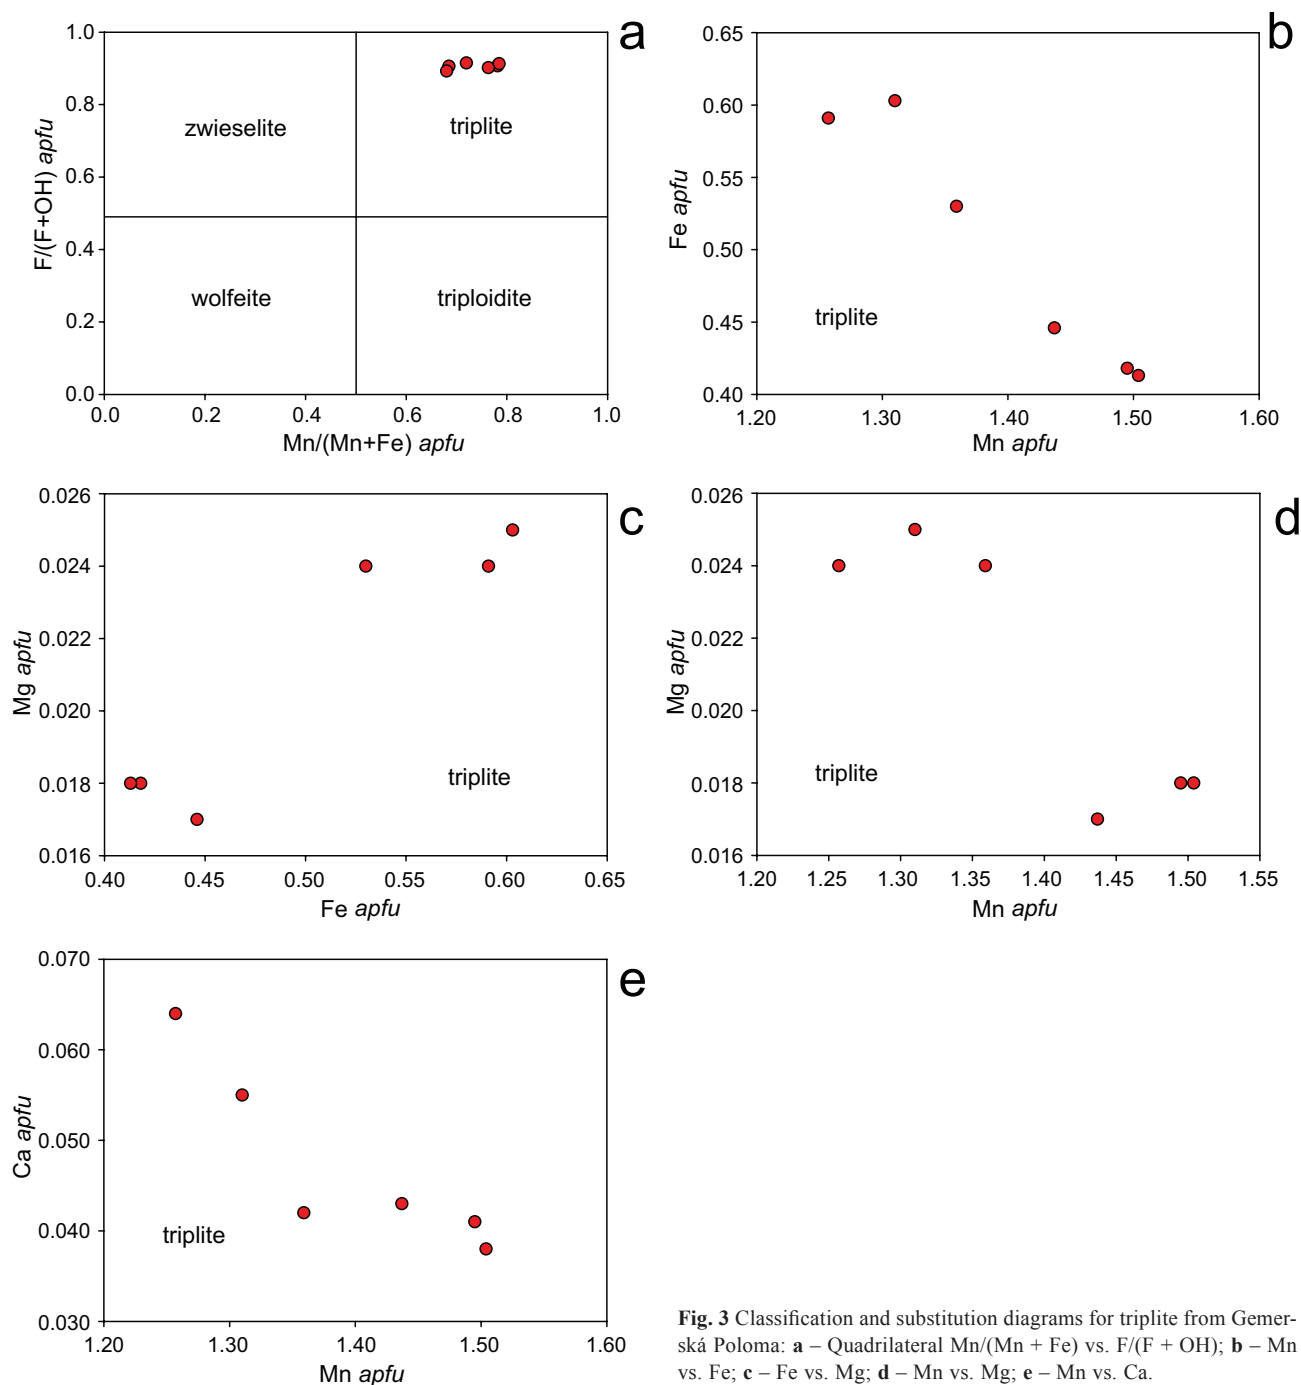 a
1.0
0.8
0.6
0.4
0.2
0.0
0.0 0.2 0.4 0.6 0.8 1.0
F/(F+OH) apfu
Mn/(Mn+Fe) apfu
zwieselite
triplite
wolfeite
triploidite
b
0.65
0.60
0.55
0.50
0.45
0.40
1.20 1.30 1.40 1.50 1.60
Fe apfu
Mn apfu
triplite
c
0.026
0.024
0.022
0.020
0.018
0.016
0.40 0.45 0.50 0.55 0.60 0.65
Mg apfu
Fe apfu
triplite
d
0.026
0.024
0.022
0.020
0.018
0.016
1.20 1.25 1.30 1.35 1.40 1.45 1.50 1.55
Mg apfu
Mn apfu
triplite
e
0.070
0.060
0.050
0.040
0.030
1.20 1.30 1.40 1.50 1.60
Ca apfu
Mn apfu
triplite
Fig. 3 Classification and substitution diagrams for triplite from Gemer-
ská Poloma: a – Quadrilateral Mn/(Mn + Fe) vs. F/(F + OH); b – Mn
vs. Fe; c – Fe vs. Mg; d – Mn vs. Mg; e – Mn vs. Ca.